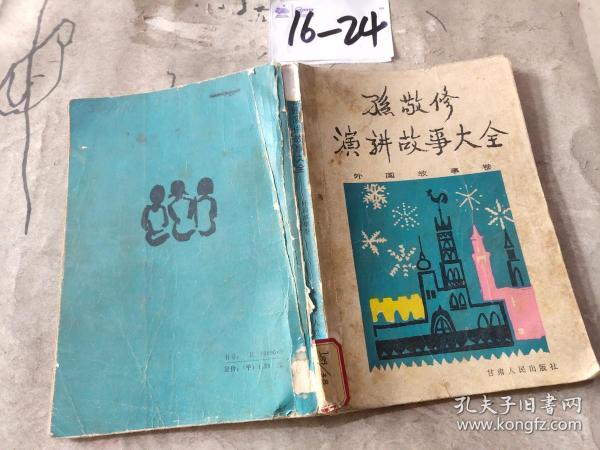 16-24
孙敬修
演讲故事大全
外国故事卷
甘肃人民出版社
孔夫子旧书网
www.kongfz.com